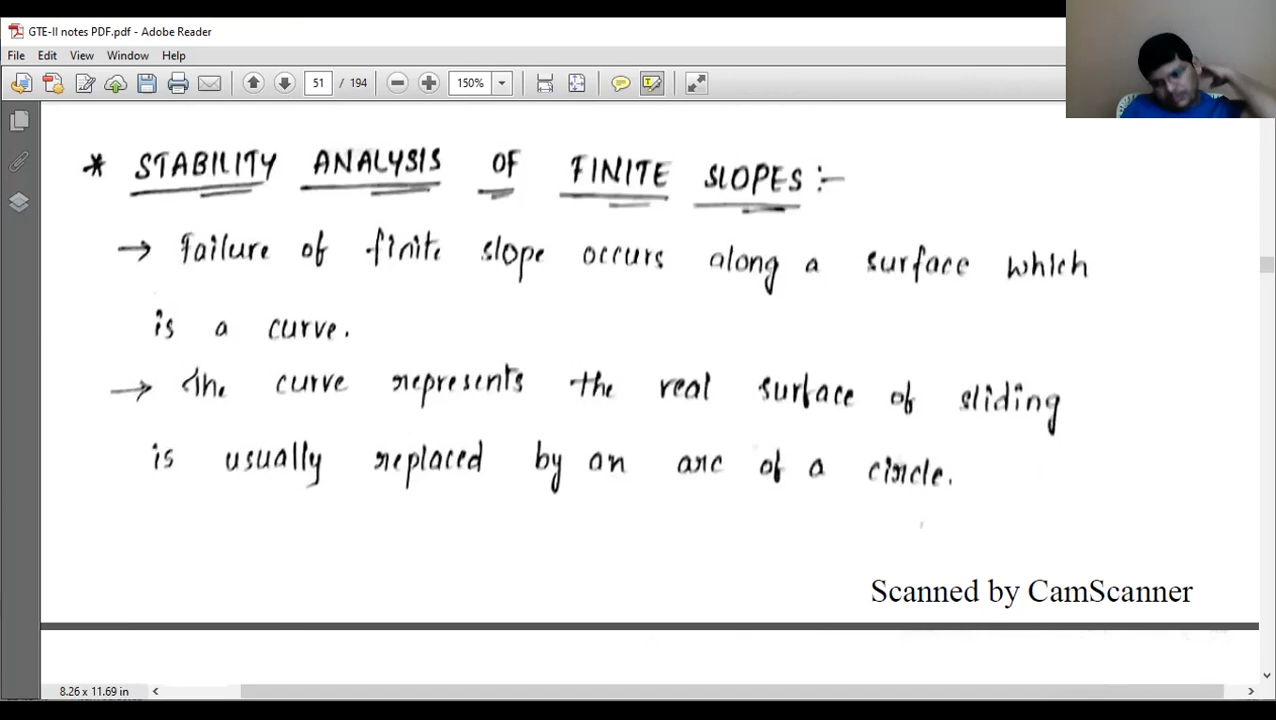 GTE-II notes PDF.pdf - Adobe Reader
File Edit View Window Help
51 / 194 150%
* STABILITY ANALYSIS OF FINITE SLOPES :-
→ Failure of finite slope occurs along a surface which
is a curve.
→ The curve represents the real surface of sliding
is usually replaced by an arc of a circle.
Scanned by CamScanner
8.26 x 11.69 in